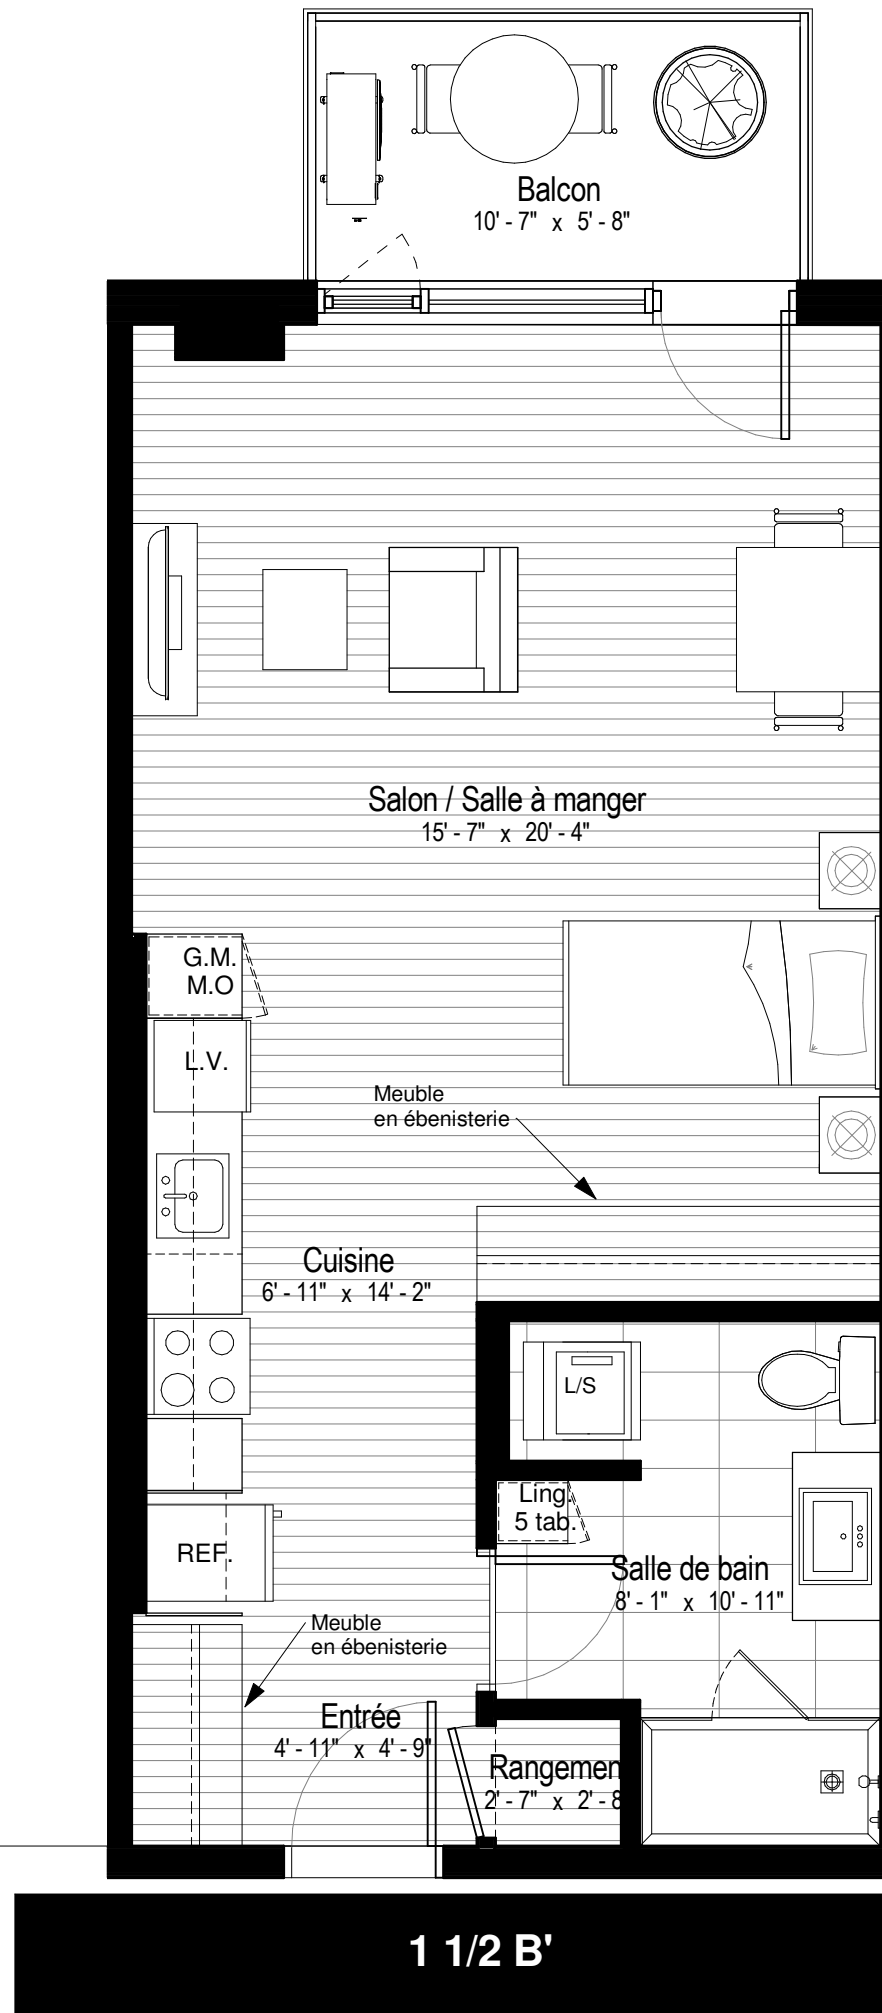 Balcon
10' - 7" x 5' - 8"
Salon / Salle à manger
15' - 7" x 20' - 4"
G.M.
M.O
L.V.
Meuble
en ébenisterie
Cuisine
6' - 11" x 14' - 2"
L/S
Ling.
5 tab.
REF.
Salle de bain
8' - 1" x 10' - 11"
Meuble
en ébenisterie
Entrée
4' - 11" x 4' - 9"
Rangemen
2' - 7" x 2' - 8
1 1/2 B'